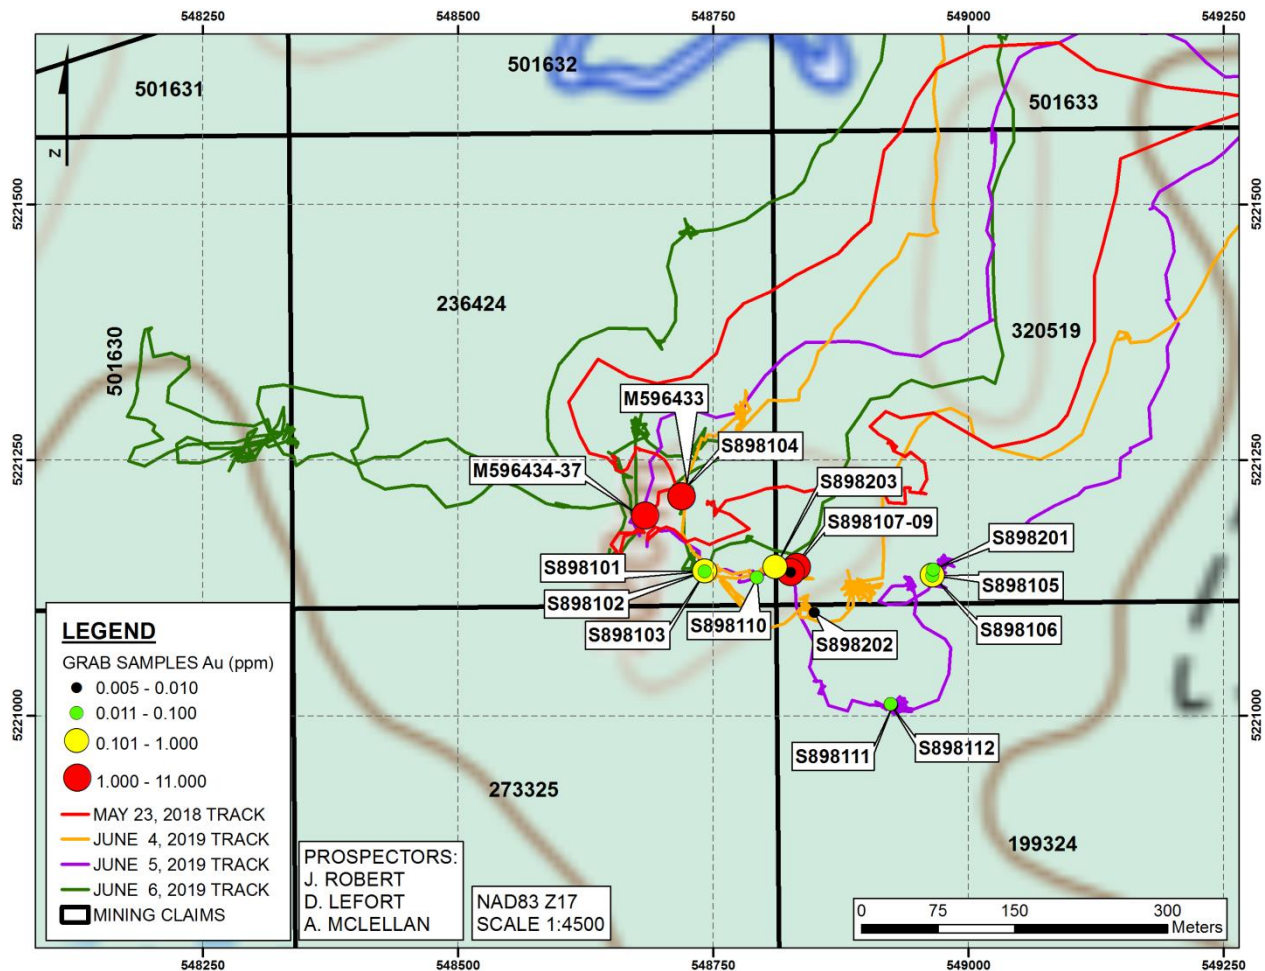 548250
548500
548750
549000
549250
501631
501632
501633
N
5221500
5221500
236424
320519
501630
M596433
S898104
5221250
5221250
M596434-37
S898203
S898107-09
S898201
S898101
S898105
S898102
S898103
S898110
S898106
S898202
5221000
5221000
S898111
S898112
273325
199324
LEGEND
GRAB SAMPLES Au (ppm)
0.005 - 0.010
0.011 - 0.100
0.101 - 1.000
1.000 - 11.000
MAY 23, 2018 TRACK
JUNE 4, 2019 TRACK
JUNE 5, 2019 TRACK
JUNE 6, 2019 TRACK
MINING CLAIMS
PROSPECTORS:
J. ROBERT
D. LEFORT
A. MCLELLAN
NAD83 Z17
SCALE 1:4500
0 75 150 300
Meters
548250
548500
548750
549000
549250